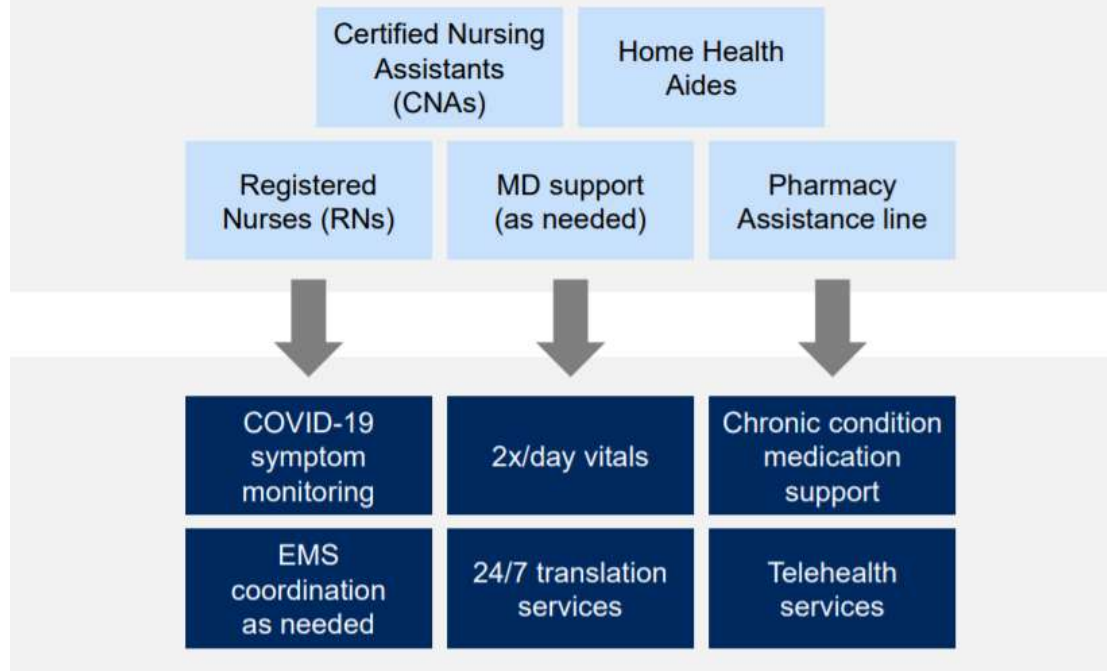 Certified Nursing
Assistants
(CNAs)
Home Health
Aides
Registered
Nurses (RNs)
MD support
(as needed)
Pharmacy
Assistance line
COVID-19
symptom
monitoring
2x/day vitals
Chronic condition
medication
support
EMS
coordination
as needed
24/7 translation
services
Telehealth
services